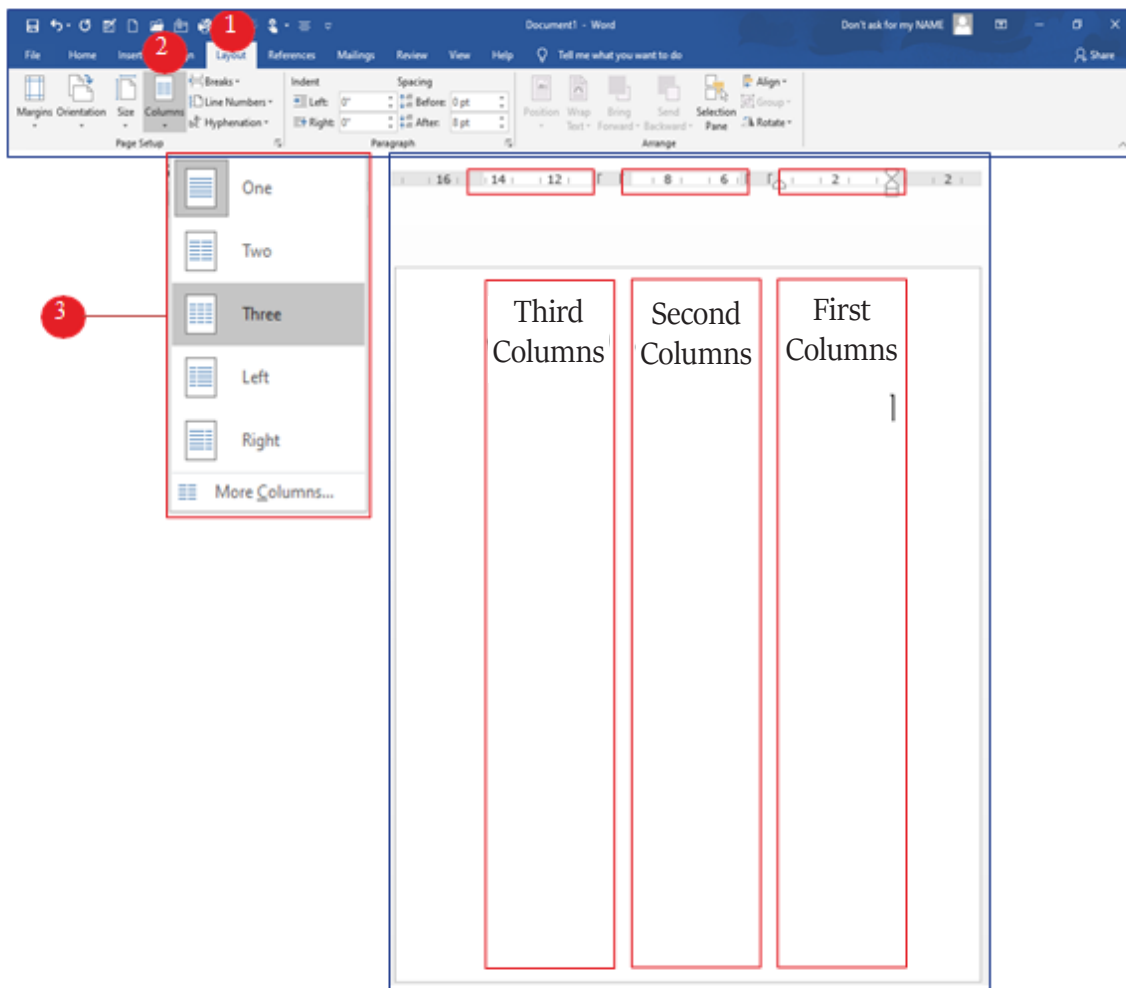 Document1 - Word
Don't ask for my NAME
1
2
File Home Insert Layout References Mailings Review View Help Tell me what you want to do Share
Margins Orientation Size Columns
Breaks
Line Numbers
Hyphenation
Page Setup
Indent Spacing
Left: 0" Before: 0 pt
Right: 0" After: 8 pt
Paragraph
Position Wrap Text Bring Forward Send Backward Selection Pane
Align
Group
Rotate
Arrange
One
Two
3
Three
Left
Right
More Columns...
16 14 12 8 6 2 2
Third
Columns
Second
Columns
First
Columns